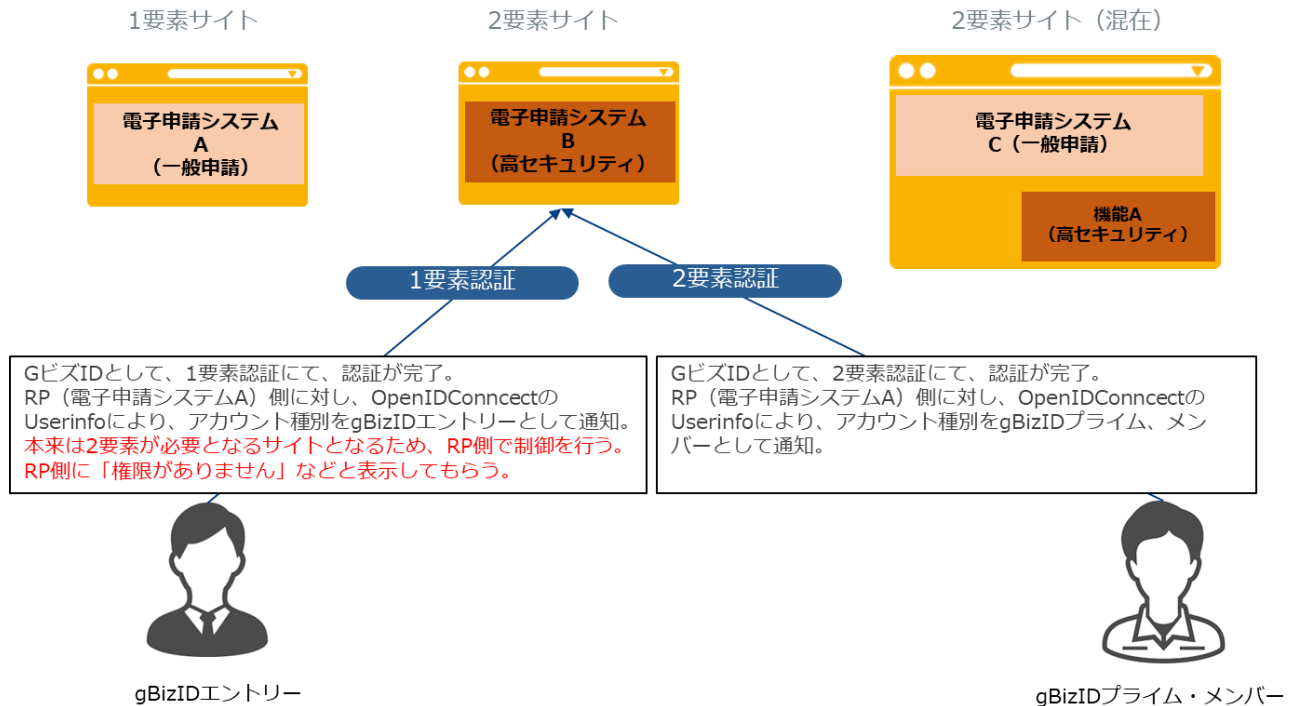 1要素サイト
2要素サイト
2要素サイト（混在）
電子申請システム
A
（一般申請）
電子申請システム
B
（高セキュリティ）
電子申請システム
C（一般申請）
機能A
（高セキュリティ）
1要素認証
2要素認証
GビズIDとして、1要素認証にて、認証が完了。
RP（電子申請システムA）側に対し、OpenIDConncectの
Userinfoにより、アカウント種別をgBizIDエントリーとして通知。
本来は2要素が必要となるサイトとなるため、RP側で制御を行う。
RP側に「権限がありません」などと表示してもらう。
GビズIDとして、2要素認証にて、認証が完了。
RP（電子申請システムA）側に対し、OpenIDConncectの
Userinfoにより、アカウント種別をgBizIDプライム、メン
バーとして通知。
gBizIDエントリー
gBizIDプライム・メンバー